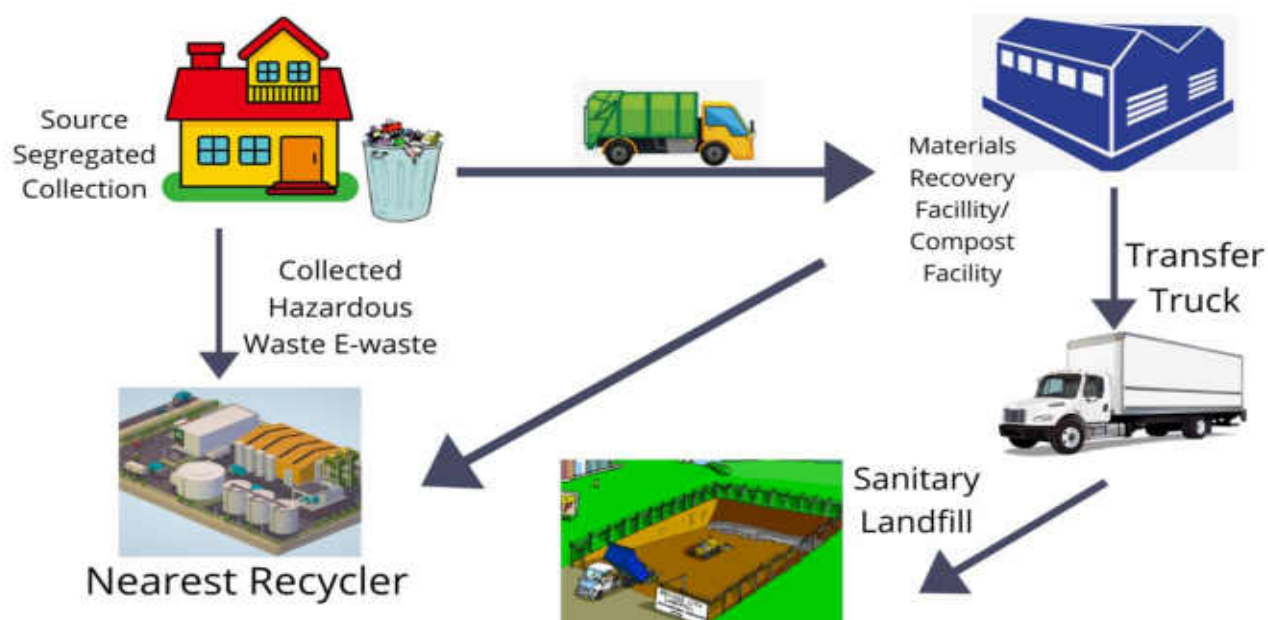 Source
Segregated
Collection
Materials
Recovery
Facillity/
Compost
Facility
Collected
Hazardous
Waste E-waste
Transfer
Truck
Nearest Recycler
Sanitary
Landfill